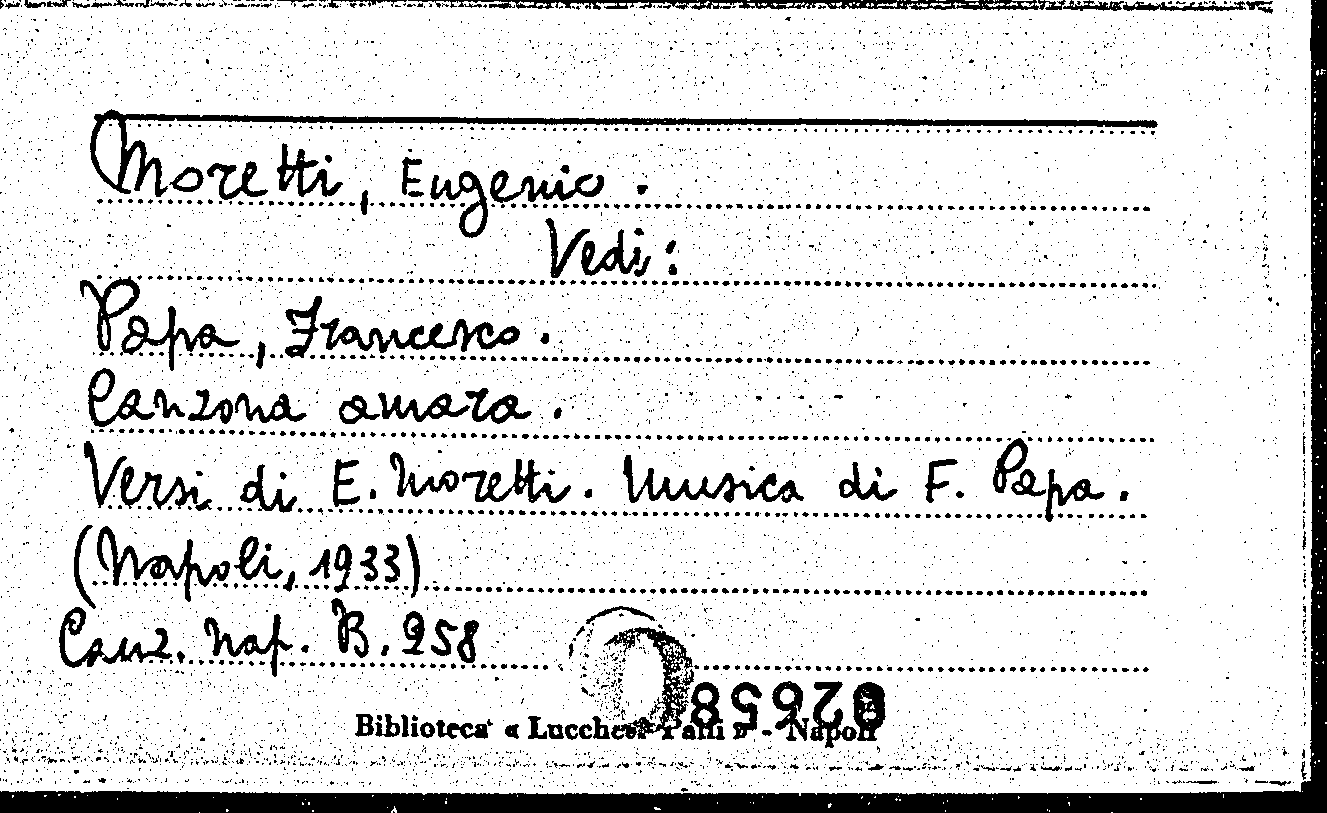 Moretti, Eugenio.
Vedi:
Papa, Francesco.
Canzona amara.
Versi di E. Moretti. Musica di F. Papa.
(Napoli, 1933)
Canz. Nap. B. 258
02658
Biblioteca « Lucchesi Palli » - Napoli